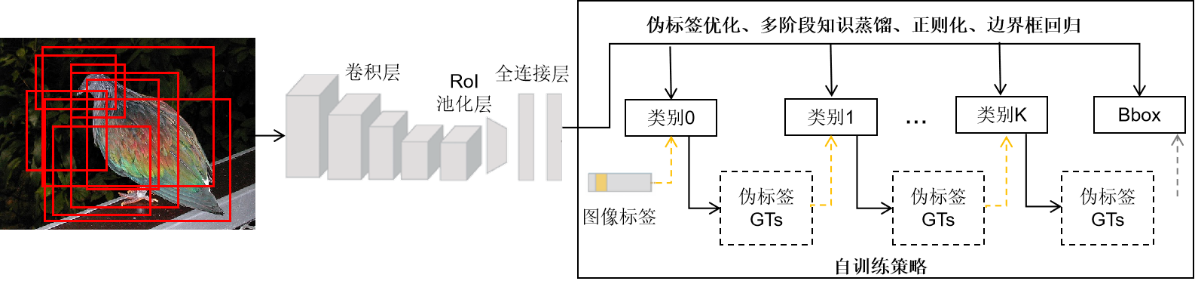 伪标签优化、多阶段知识蒸馏、正则化、边界框回归
卷积层
RoI
池化层
全连接层
类别0
类别1
...
类别K
Bbox
图像标签
伪标签
GTs
伪标签
GTs
伪标签
GTs
自训练策略